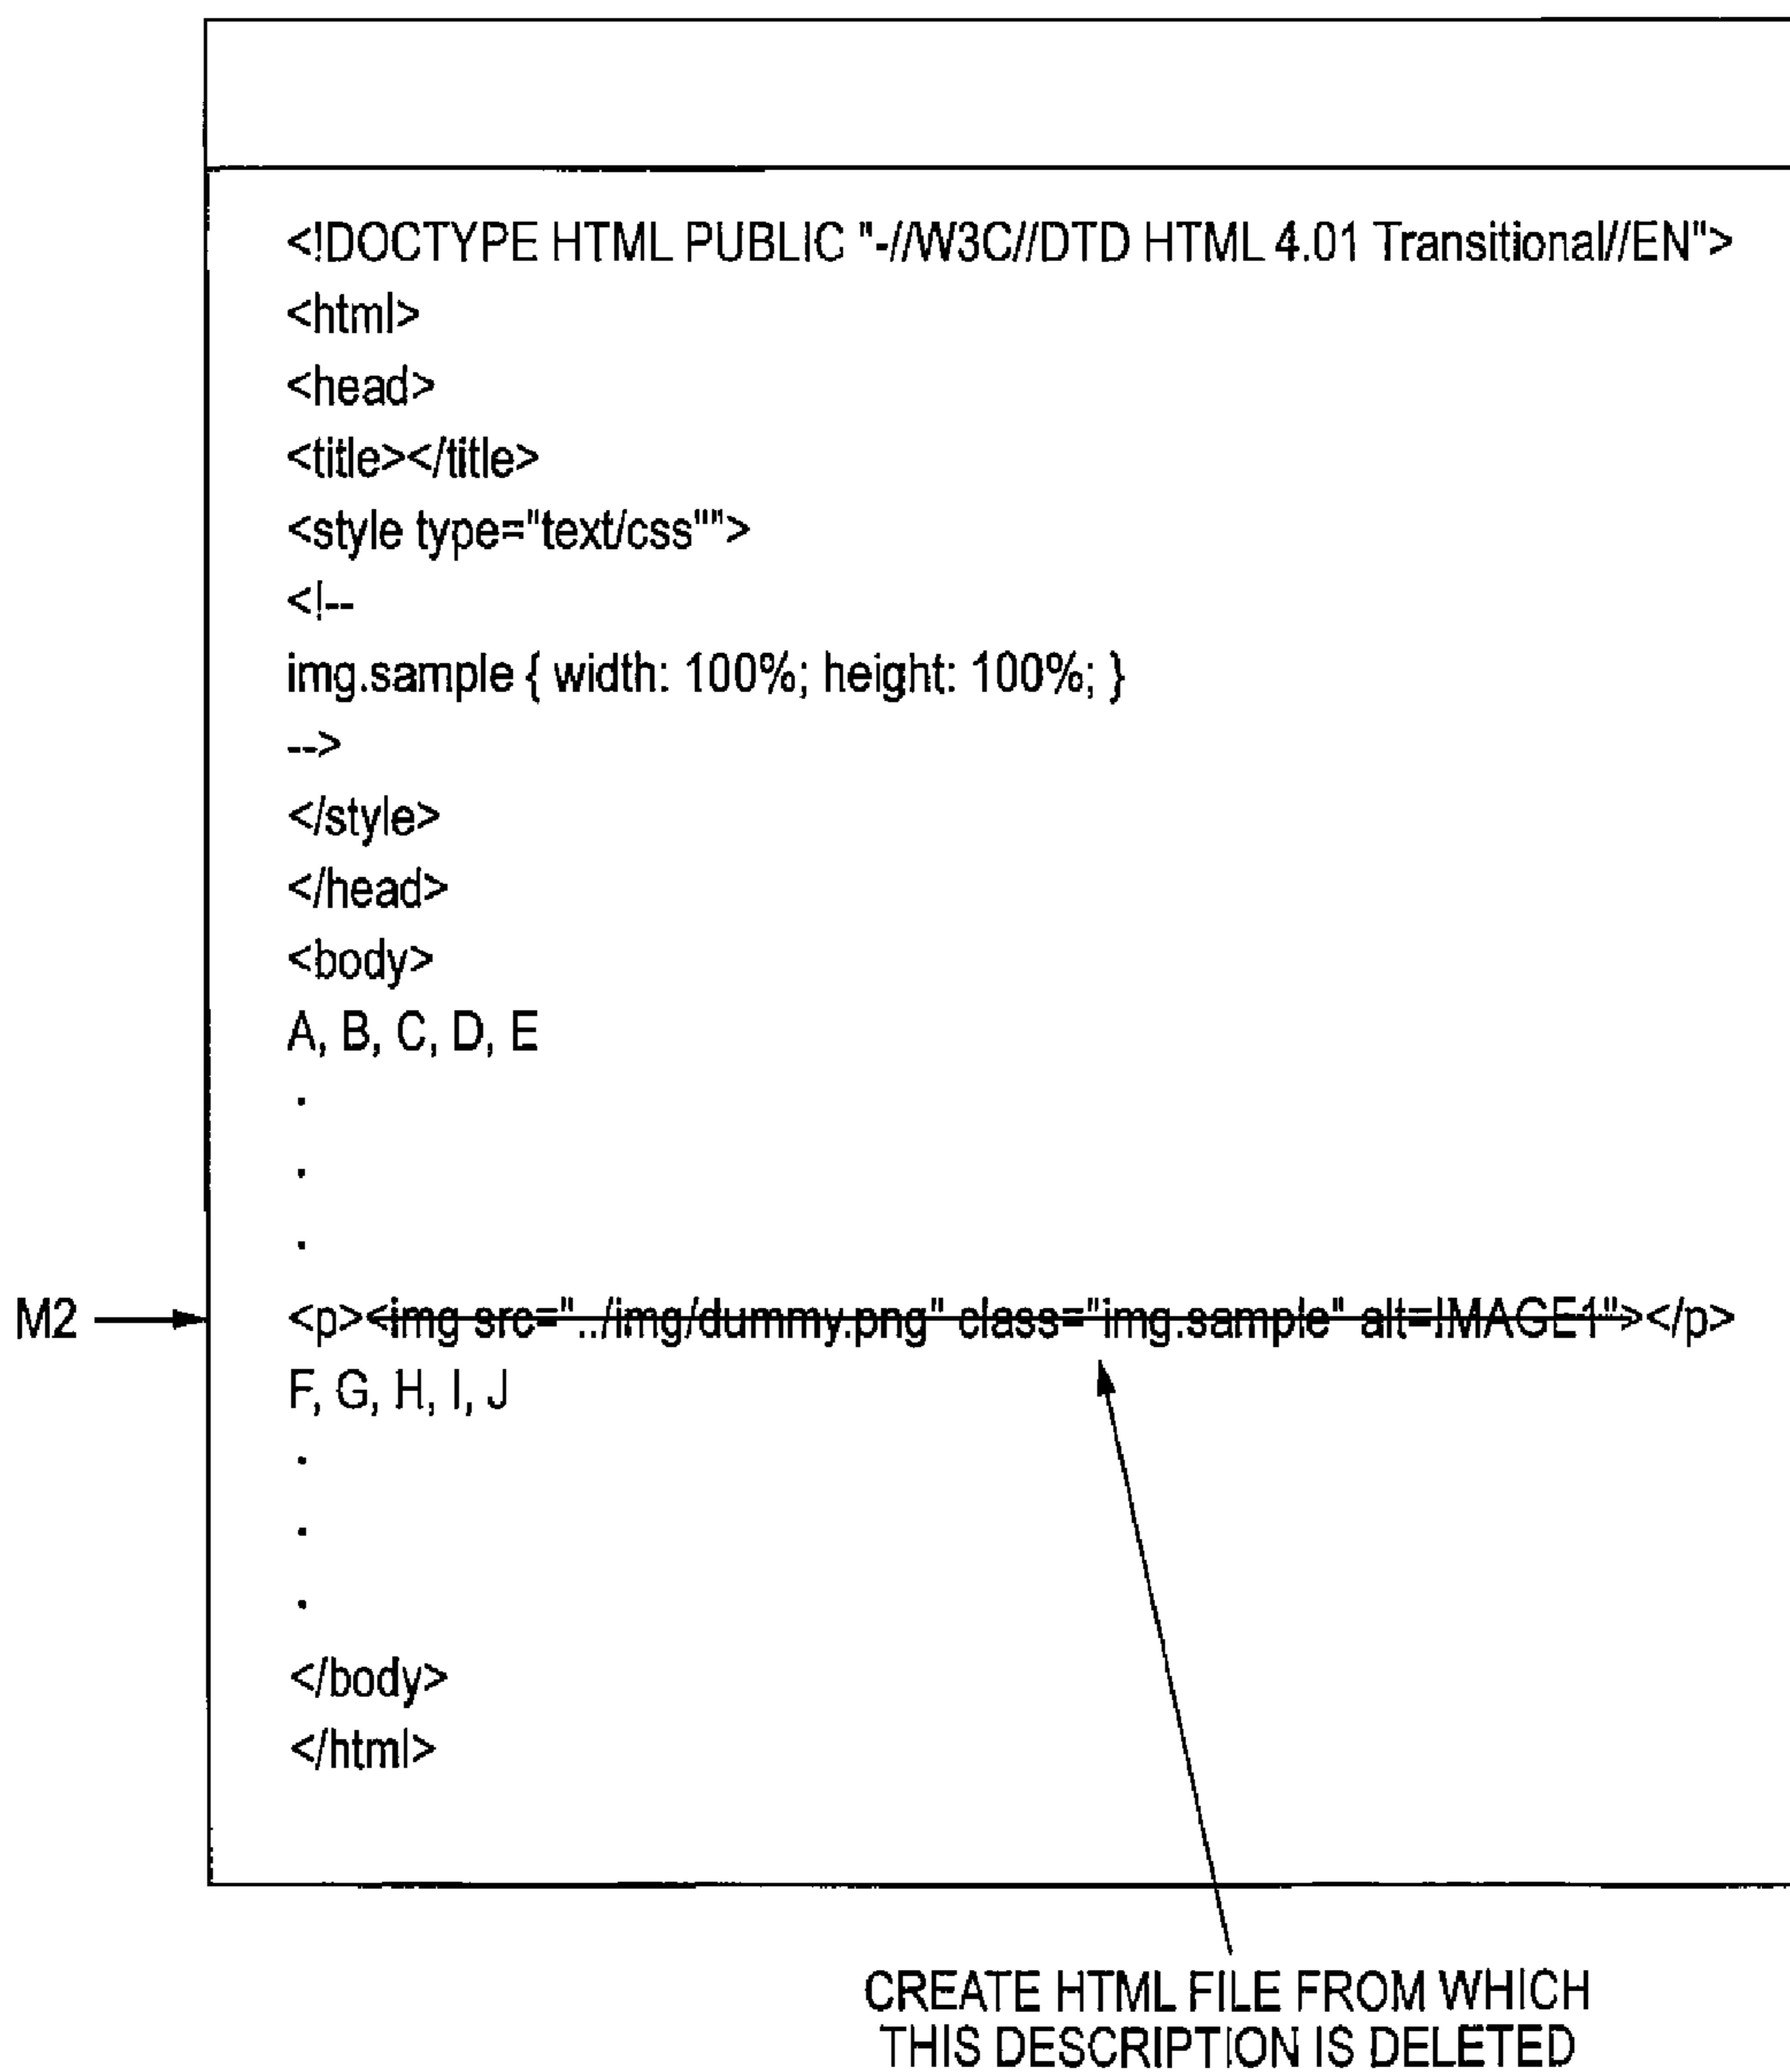 <!DOCTYPE HTML PUBLIC "-//W3C//DTD HTML 4.01 Transitional//EN">
<html>
<head>
<title></title>
<style type="text/css"">
<!--
img.sample { width: 100%; height: 100%; }
-->
</style>
</head>
<body>
A, B, C, D, E
.
.
.
M2
<p><img src="../img/dummy.png" class="img.sample" alt=IMAGE1"></p>
F, G, H, I, J
.
.
.
</body>
</html>
CREATE HTML FILE FROM WHICH
THIS DESCRIPTION IS DELETED